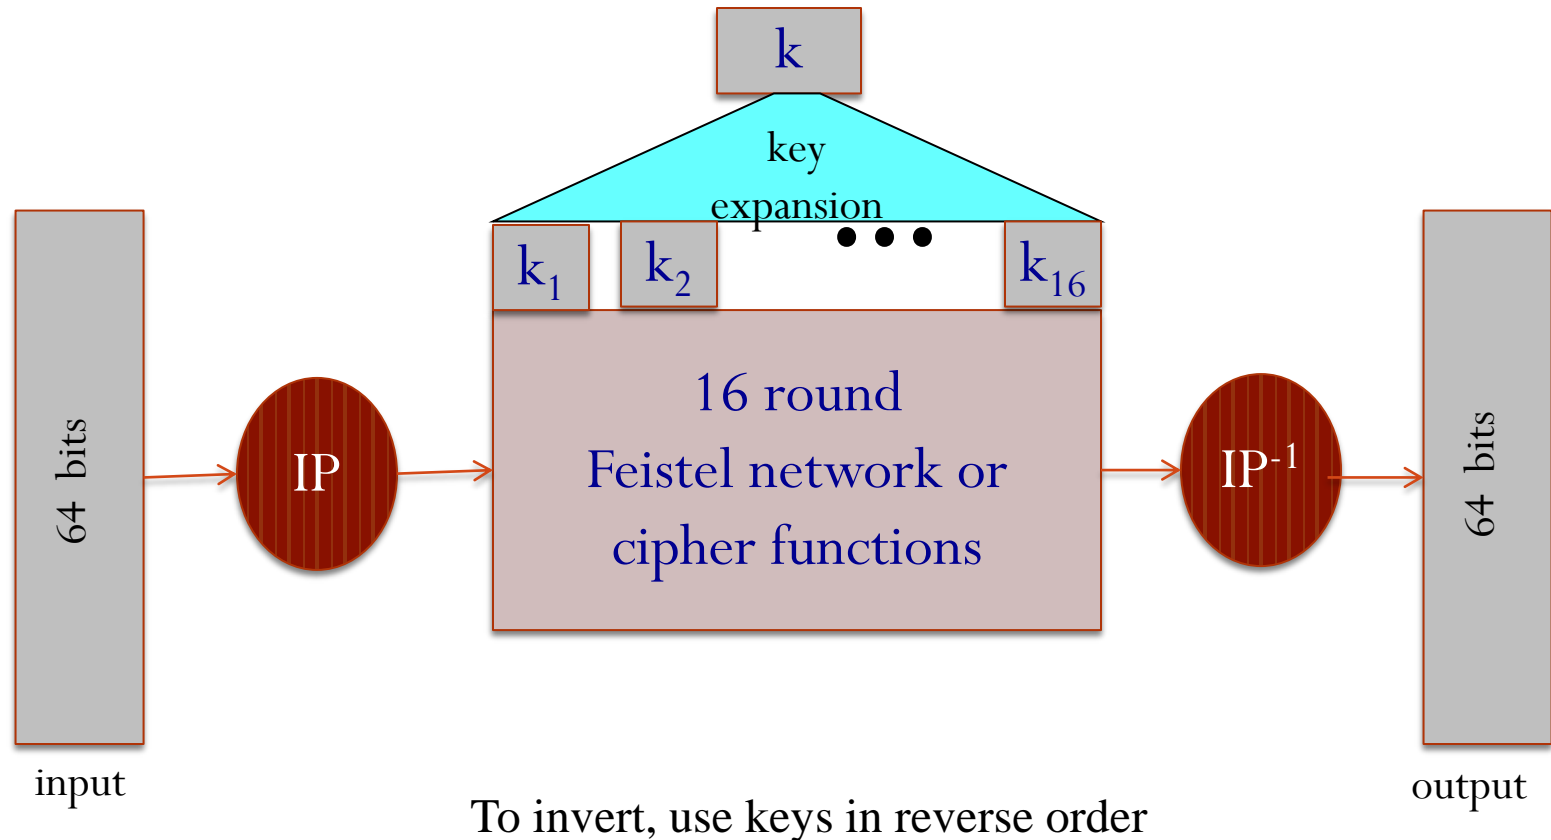 k
key
expansion
k₁ k₂ ••• k₁₆
64 bits
IP
16 round
Feistel network or
cipher functions
IP⁻¹
64 bits
input
output
To invert, use keys in reverse order